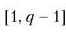 [1, q − 1]